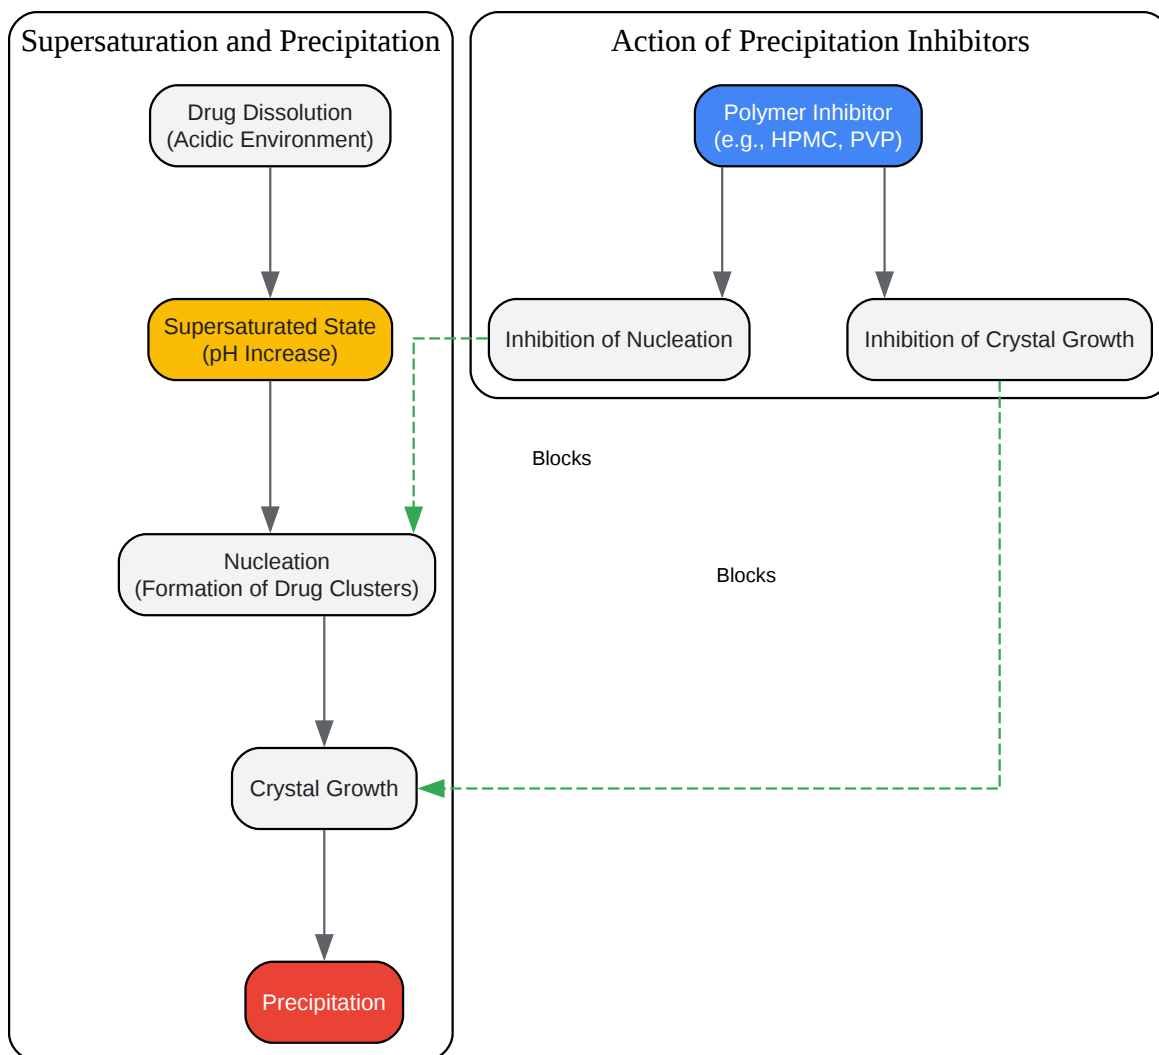 Supersaturation and Precipitation
Drug Dissolution
(Acidic Environment)
Supersaturated State
(pH Increase)
Nucleation
(Formation of Drug Clusters)
Crystal Growth
Precipitation
Action of Precipitation Inhibitors
Polymer Inhibitor
(e.g., HPMC, PVP)
Inhibition of Nucleation
Inhibition of Crystal Growth
Blocks
Blocks